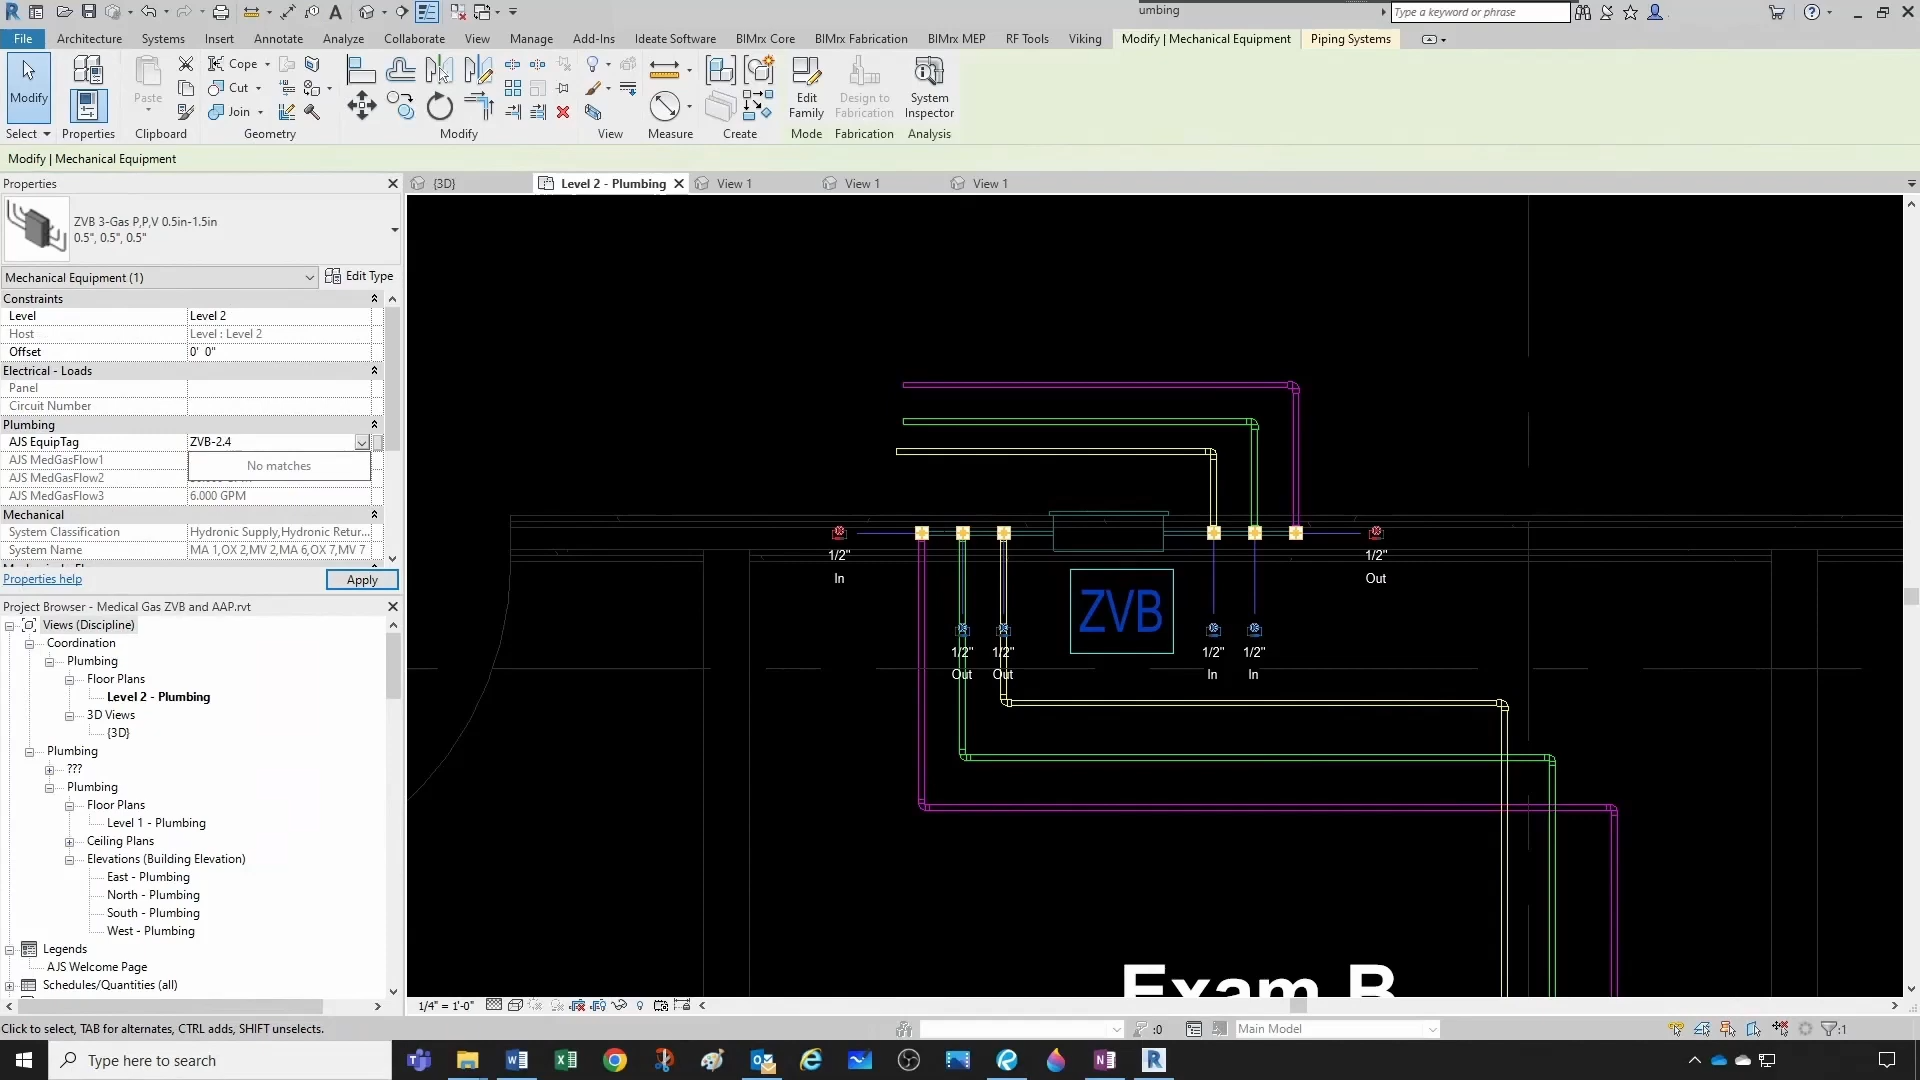 umbing
Type a keyword or phrase
File Architecture Systems Insert Annotate Analyze Collaborate View Manage Add-Ins Ideate Software BIMrx Core BIMrx Fabrication BIMrx MEP RF Tools Viking Modify | Mechanical Equipment Piping Systems
Modify
Paste
Cope
Cut
Join
Edit Family
Design to Fabrication
System Inspector
Select Properties Clipboard Geometry Modify View Measure Create Mode Fabrication Analysis
Modify | Mechanical Equipment
Properties
{3D} Level 2 - Plumbing View 1 View 1 View 1
ZVB 3-Gas P,P,V 0.5in-1.5in
0.5", 0.5", 0.5"
Mechanical Equipment (1) Edit Type
Constraints
Level Level 2
Host Level : Level 2
Offset 0' 0"
Electrical - Loads
Panel
Circuit Number
Plumbing
AJS EquipTag ZVB-2.4
AJS MedGasFlow1
No matches
AJS MedGasFlow2
AJS MedGasFlow3 6.000 GPM
Mechanical
System Classification Hydronic Supply,Hydronic Retur...
System Name MA 1,OX 2,MV 2,MA 6,OX 7,MV 7
Properties help Apply
Project Browser - Medical Gas ZVB and AAP.rvt
Views (Discipline)
Coordination
Plumbing
Floor Plans
Level 2 - Plumbing
3D Views
{3D}
Plumbing
???
Plumbing
Floor Plans
Level 1 - Plumbing
Ceiling Plans
Elevations (Building Elevation)
East - Plumbing
North - Plumbing
South - Plumbing
West - Plumbing
Legends
AJS Welcome Page
Schedules/Quantities (all)
1/2"
In
1/2"
Out
ZVB
1/2" 1/2"
Out Out
1/2" 1/2"
In In
Exam B
1/4" = 1'-0"
Click to select, TAB for alternates, CTRL adds, SHIFT unselects.
:0
Main Model
:1
Type here to search